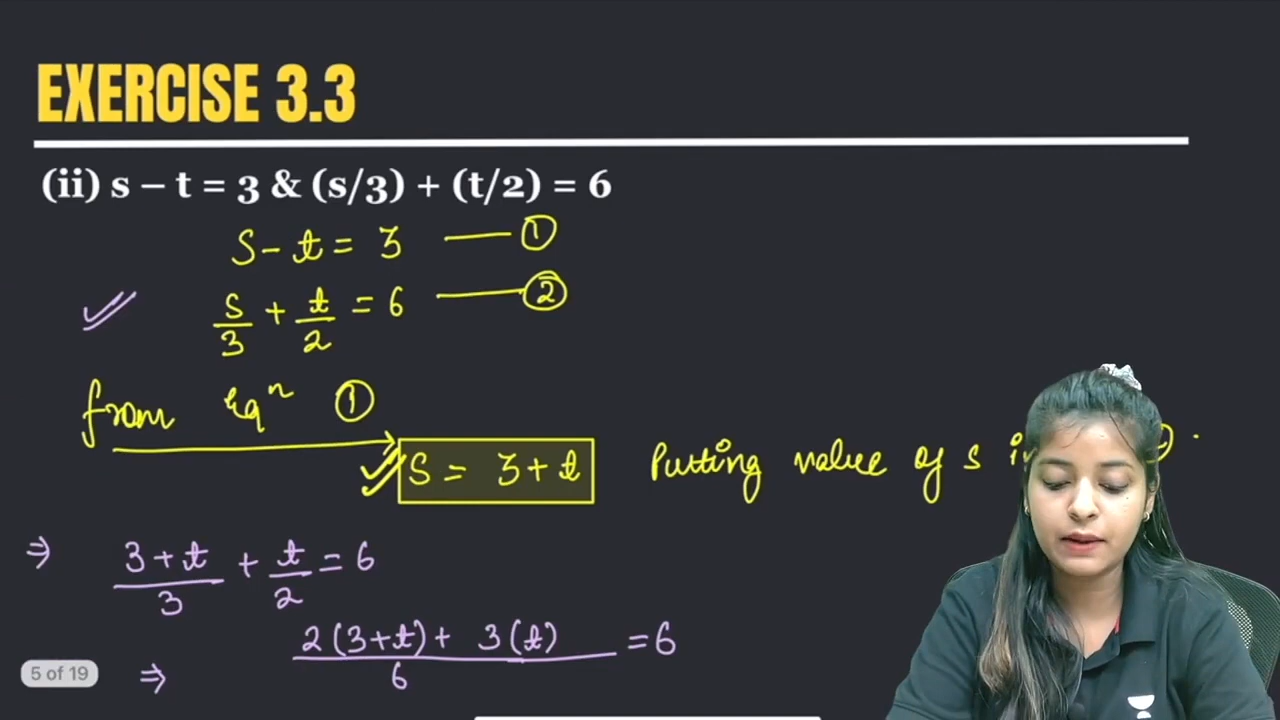 EXERCISE 3.3
(ii) s – t = 3 & (s/3) + (t/2) = 6
S - t = 3 —— ①
s/3 + t/2 = 6 —— ②
from Eqⁿ ①
S = 3 + t Putting value of s
⇒ (3+t)/3 + t/2 = 6
⇒ (2(3+t) + 3(t))/6 = 6
5 of 19